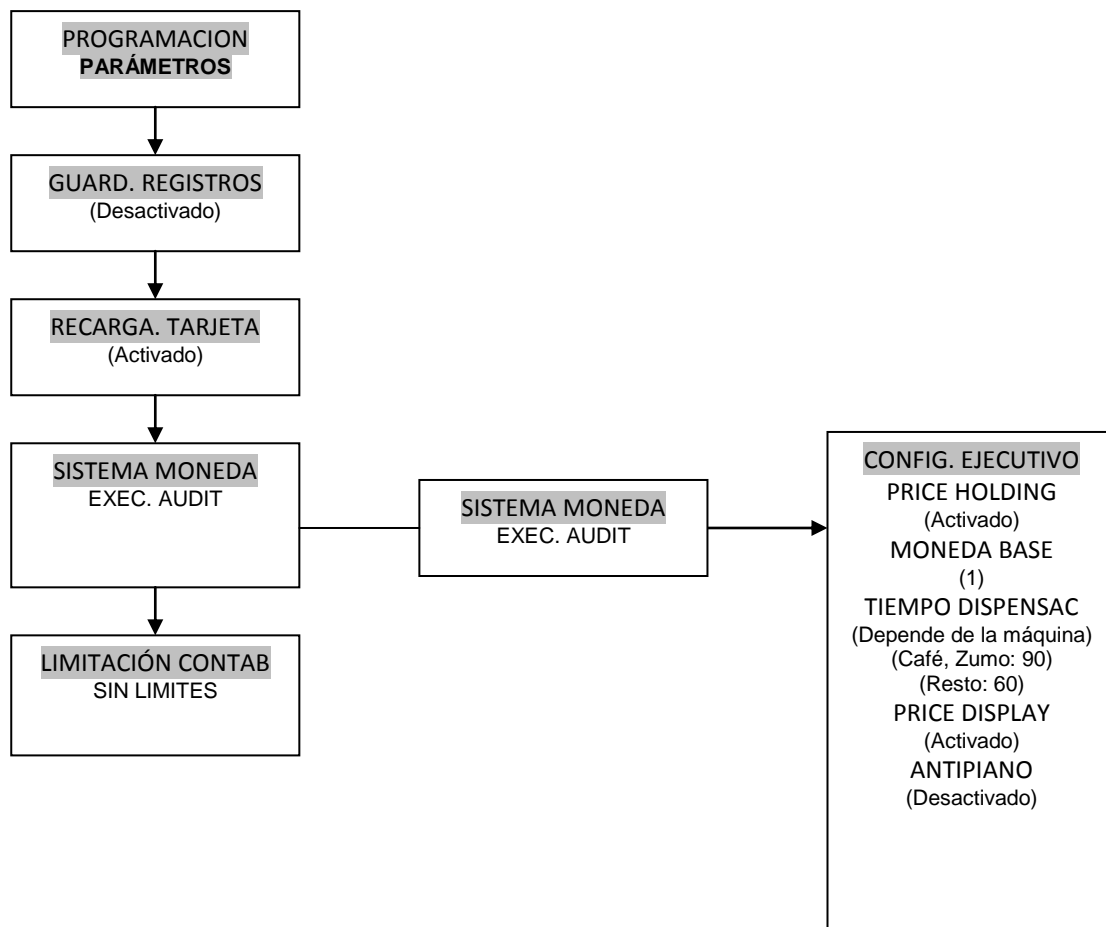 PROGRAMACION
PARÁMETROS
GUARD. REGISTROS
(Desactivado)
RECARGA. TARJETA
(Activado)
SISTEMA MONEDA
EXEC. AUDIT
LIMITACIÓN CONTAB
SIN LIMITES
SISTEMA MONEDA
EXEC. AUDIT
CONFIG. EJECUTIVO
PRICE HOLDING
(Activado)
MONEDA BASE
(1)
TIEMPO DISPENSAC
(Depende de la máquina)
(Café, Zumo: 90)
(Resto: 60)
PRICE DISPLAY
(Activado)
ANTIPIANO
(Desactivado)